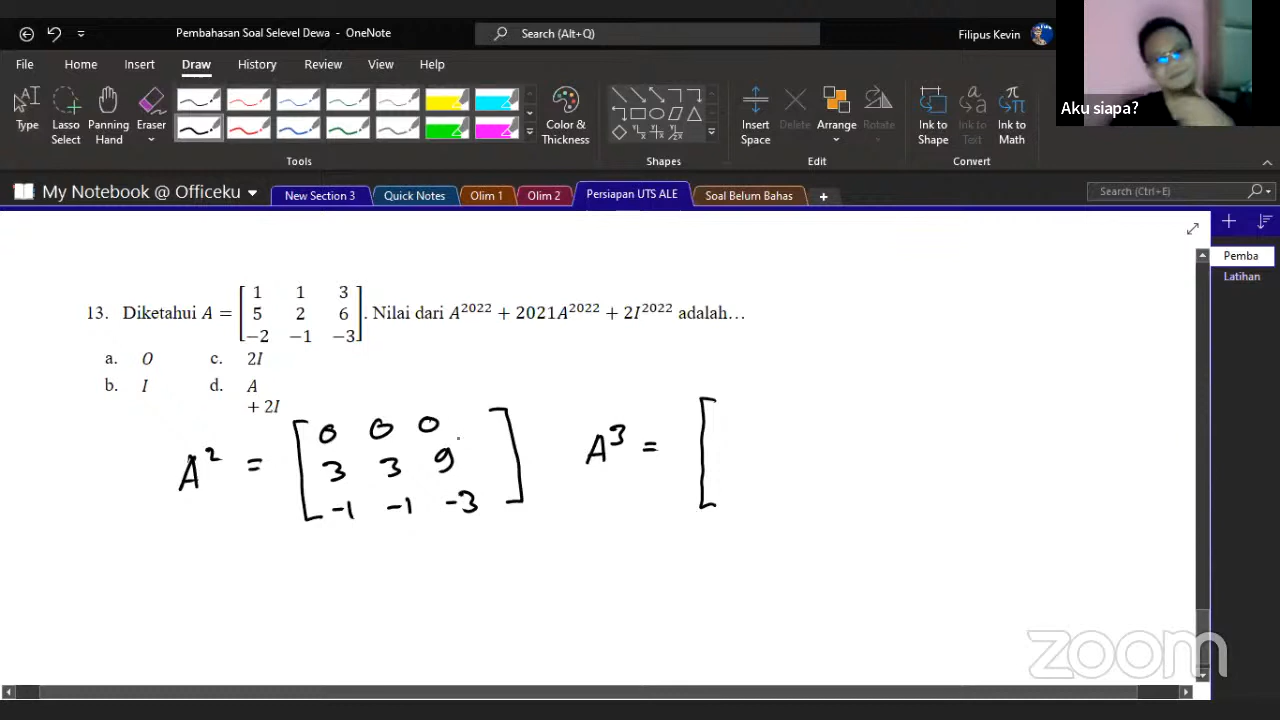 Pembahasan Soal Selevel Dewa - OneNote
Search (Alt+Q)
Filipus Kevin
File Home Insert Draw History Review View Help
Aku siapa?
Type
Lasso Select
Panning Hand
Eraser
Color & Thickness
Insert Space
Delete
Arrange
Rotate
Ink to Shape
Ink to Text
Ink to Math
Tools
Shapes
Edit
Convert
My Notebook @ Officeku
New Section 3
Quick Notes
Olim 1
Olim 2
Persiapan UTS ALE
Soal Belum Bahas
Search (Ctrl+E)
Pemba
Latihan
1 1 3
13. Diketahui A = [5 2 6]. Nilai dari A²⁰²² + 2021A²⁰²² + 2I²⁰²² adalah…
−2 −1 −3
a. O c. 2I
b. I d. A
+ 2I
0 0 0
A² = [3 3 9] A³ = [
-1 -1 -3
zoom